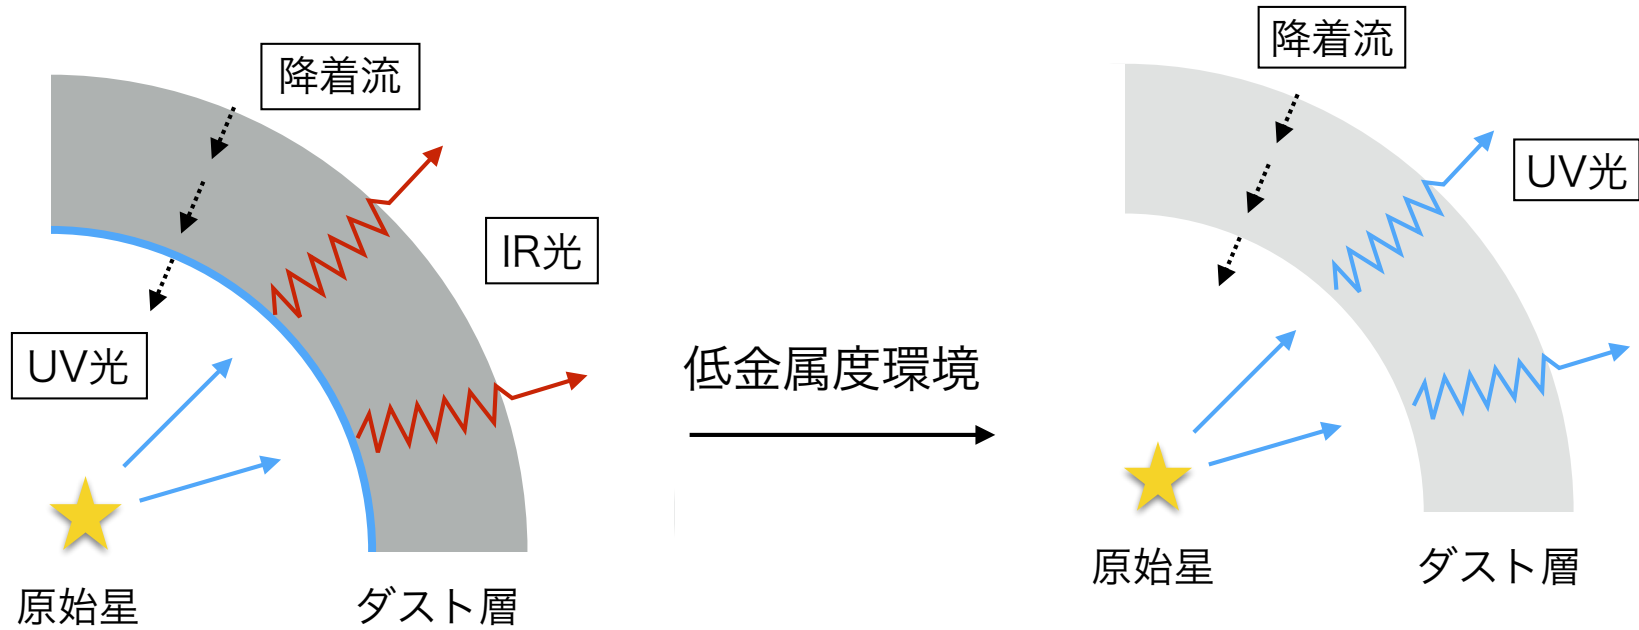 降着流
IR光
UV光
原始星
ダスト層
低金属度環境
降着流
UV光
原始星
ダスト層